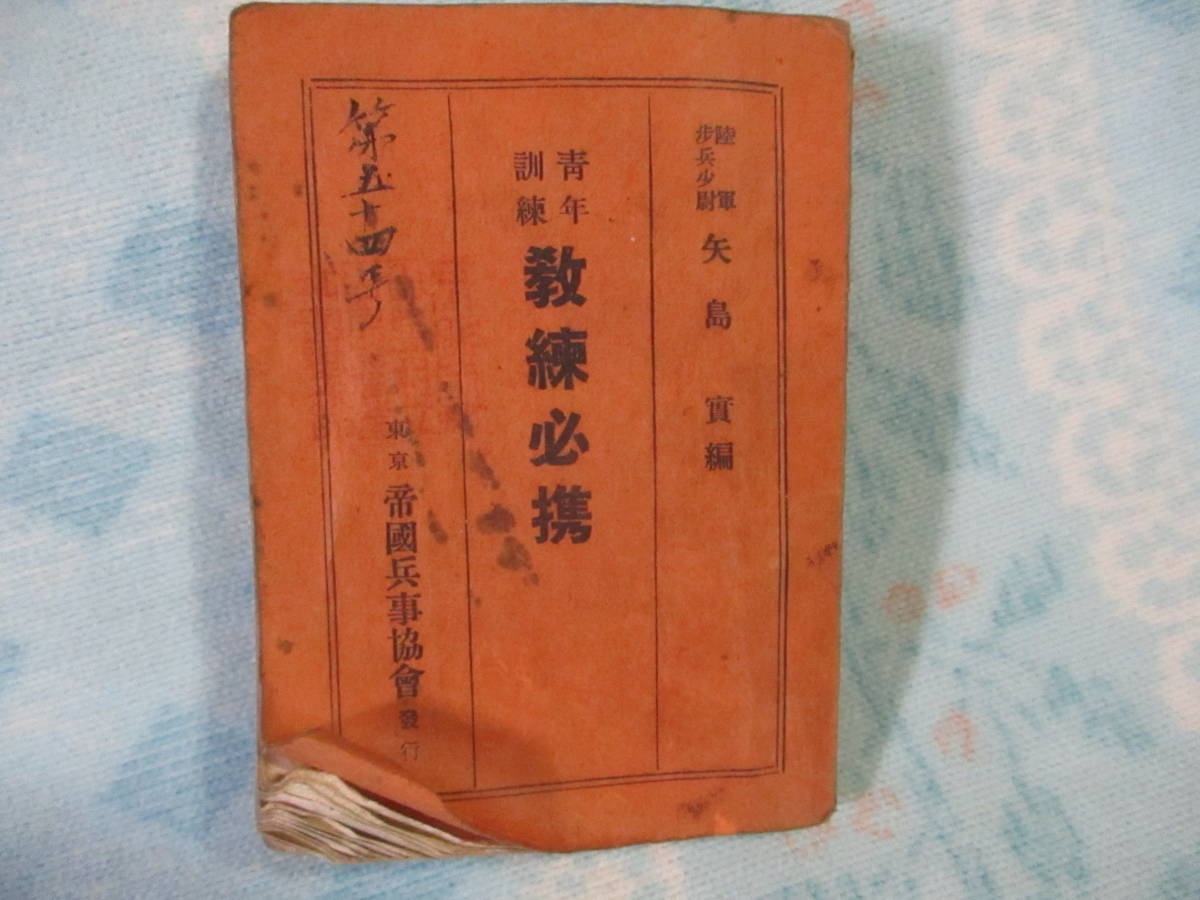 陸軍歩兵少尉 矢島實編
青年訓練 教練必携
東京 帝國兵事協會發行
第五十四号